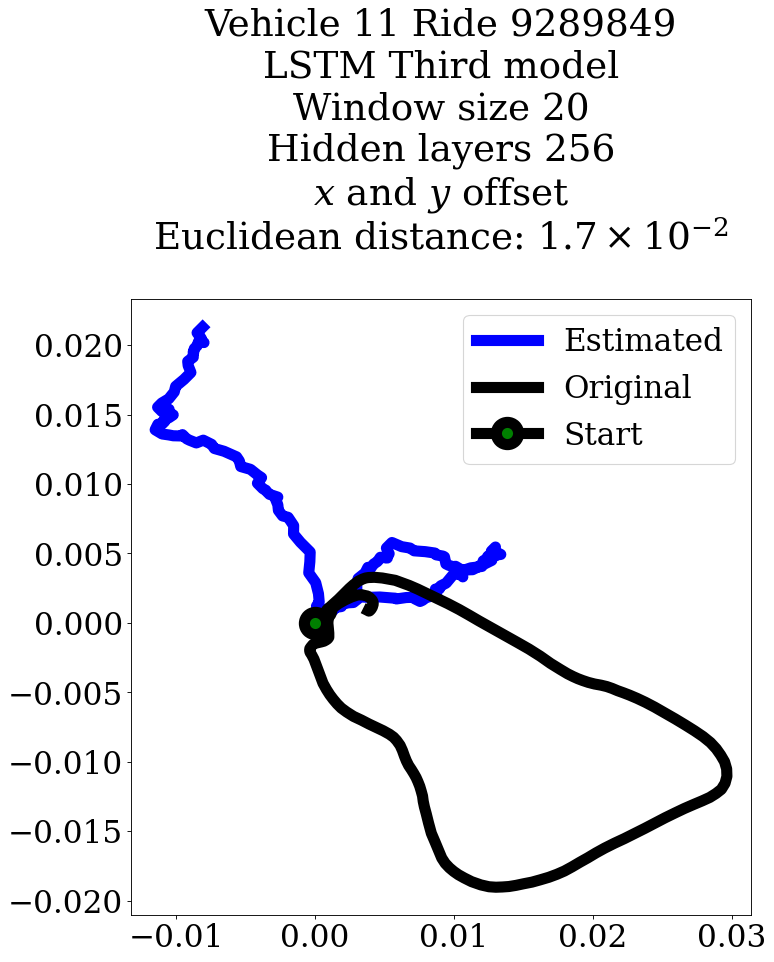 Vehicle 11 Ride 9289849
LSTM Third model
Window size 20
Hidden layers 256
x and y offset
Euclidean distance: 1.7 × 10⁻²
Estimated
Original
Start
0.020
0.015
0.010
0.005
0.000
−0.005
−0.010
−0.015
−0.020
−0.01 0.00 0.01 0.02 0.03